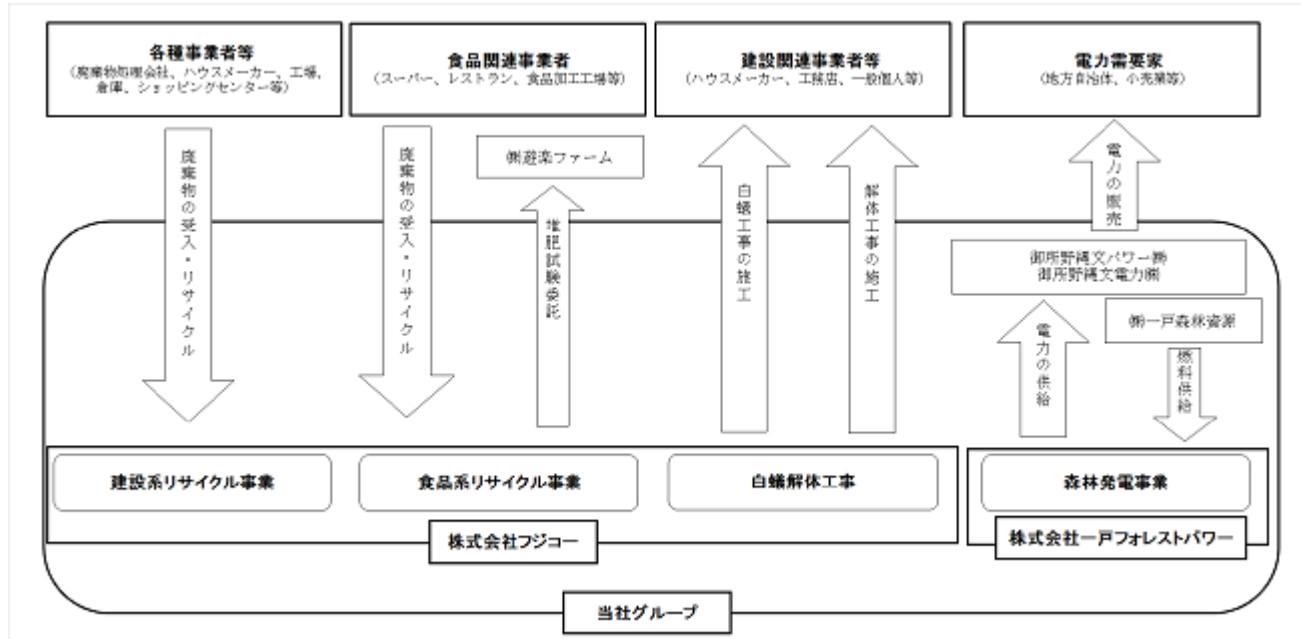 各種事業者等
(廃棄物処理会社、ハウスメーカー、工場、
倉庫、ショッピングセンター等)
食品関連事業者
(スーパー、レストラン、食品加工工場等)
建設関連事業者等
(ハウスメーカー、工務店、一般個人等)
電力需要家
(地方自治体、小売業等)
廃棄物の受入・リサイクル
廃棄物の受入・リサイクル
㈱遊楽ファーム
堆肥試験委託
白蟻工事の施工
解体工事の施工
電力の販売
御所野縄文パワー㈱
御所野縄文電力㈱
㈱一戸森林資源
電力の供給
燃料供給
建設系リサイクル事業
食品系リサイクル事業
白蟻解体工事
森林発電事業
株式会社フジコー
株式会社一戸フォレストパワー
当社グループ